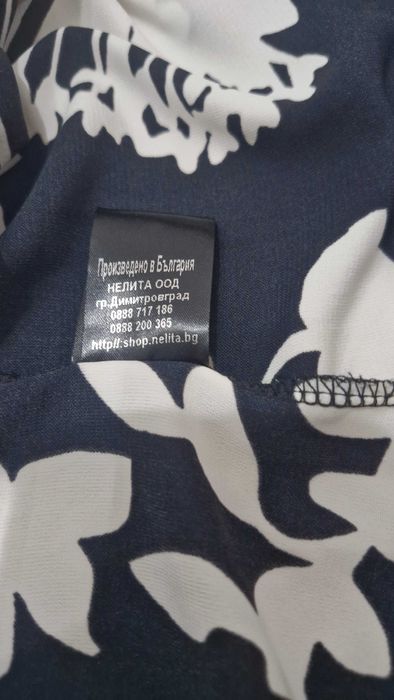 Произведено в България
НЕЛИТА ООД
гр.Димитровград
0888 717 186
0888 200 365
http//:shop.nelita.bg